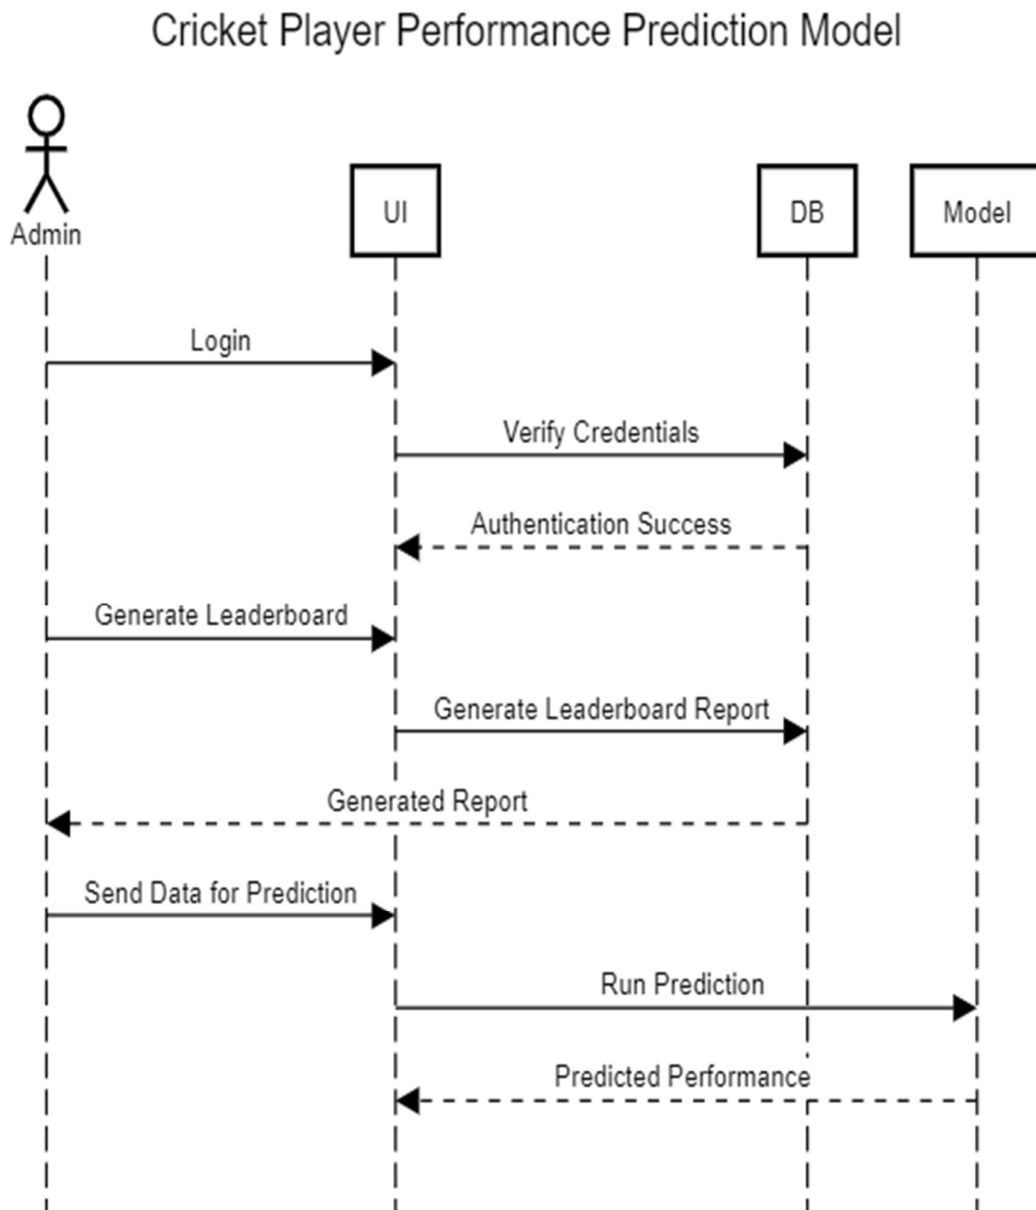 Cricket Player Performance Prediction Model
Admin
UI
DB
Model
Login
Verify Credentials
Authentication Success
Generate Leaderboard
Generate Leaderboard Report
Generated Report
Send Data for Prediction
Run Prediction
Predicted Performance